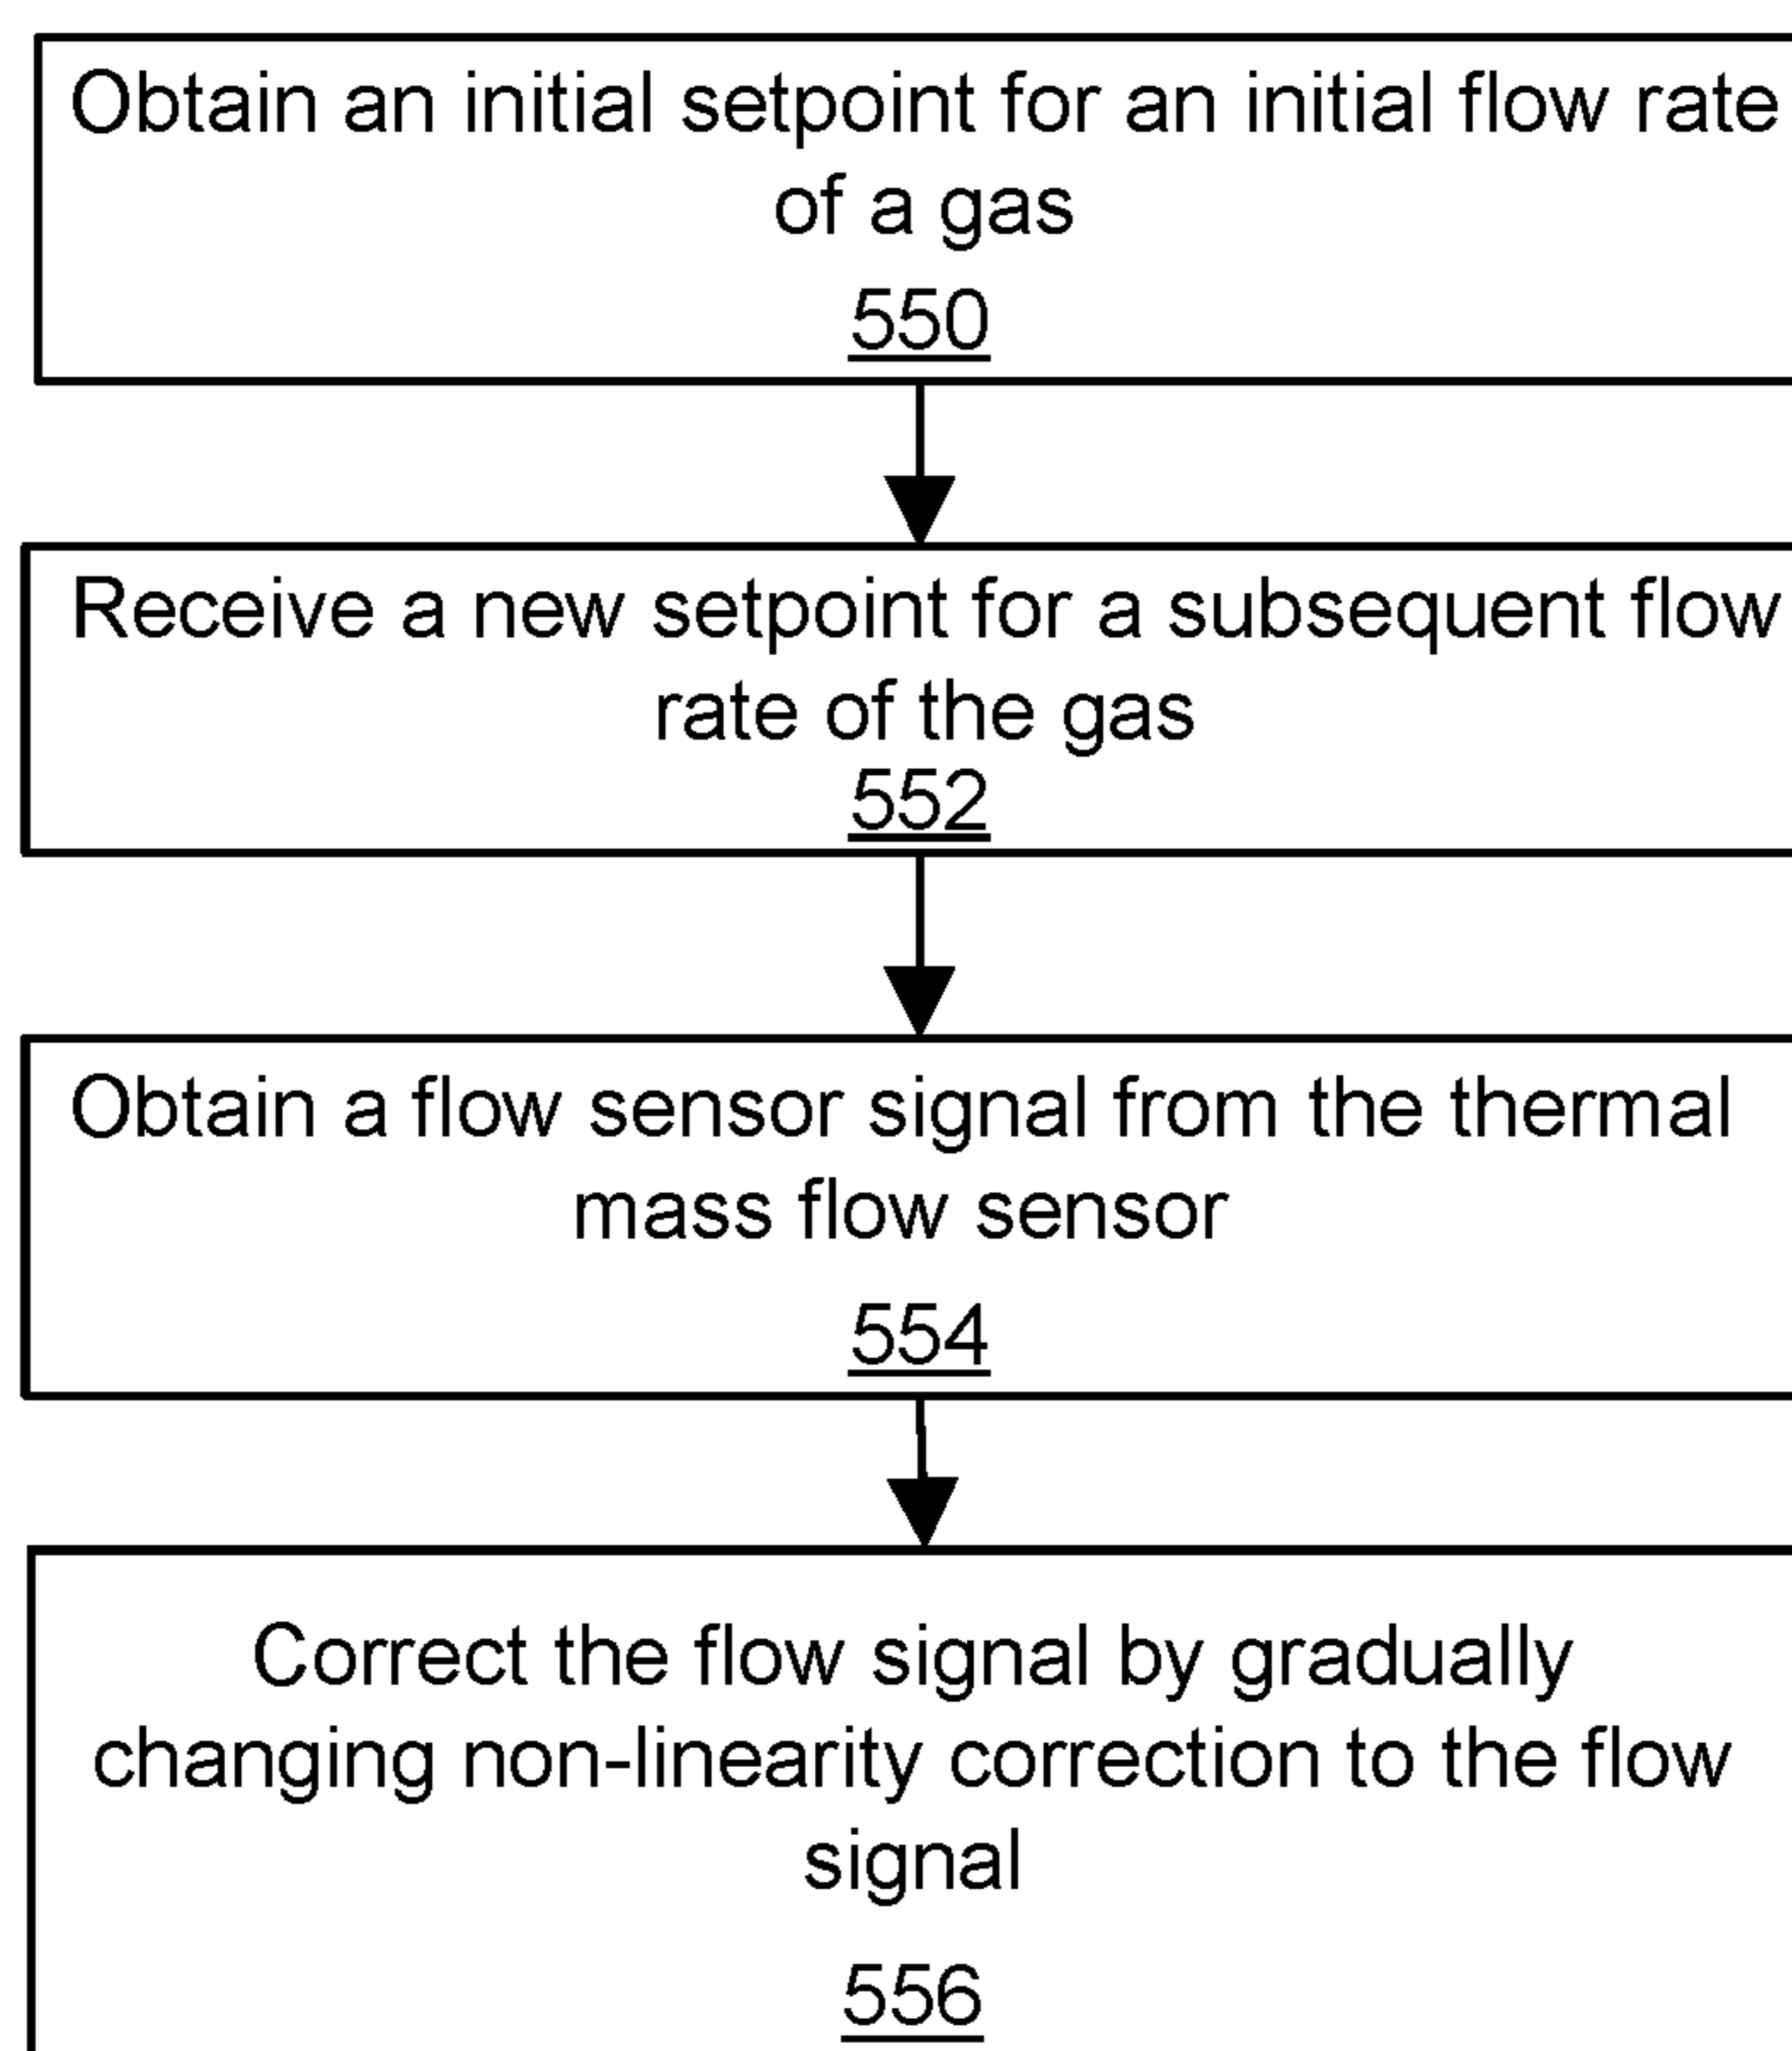 Obtain an initial setpoint for an initial flow rate
of a gas
550
Receive a new setpoint for a subsequent flow
rate of the gas
552
Obtain a flow sensor signal from the thermal
mass flow sensor
554
Correct the flow signal by gradually
changing non-linearity correction to the flow
signal
556